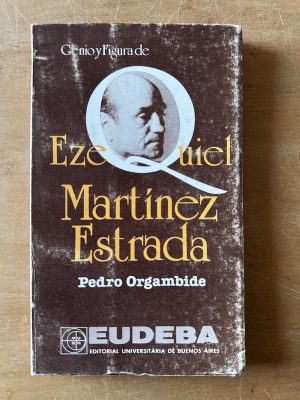 Genio y Figura de
Ezequiel
Martínez
Estrada
Pedro Orgambide
EUDEBA
EDITORIAL UNIVERSITARIA DE BUENOS AIRES